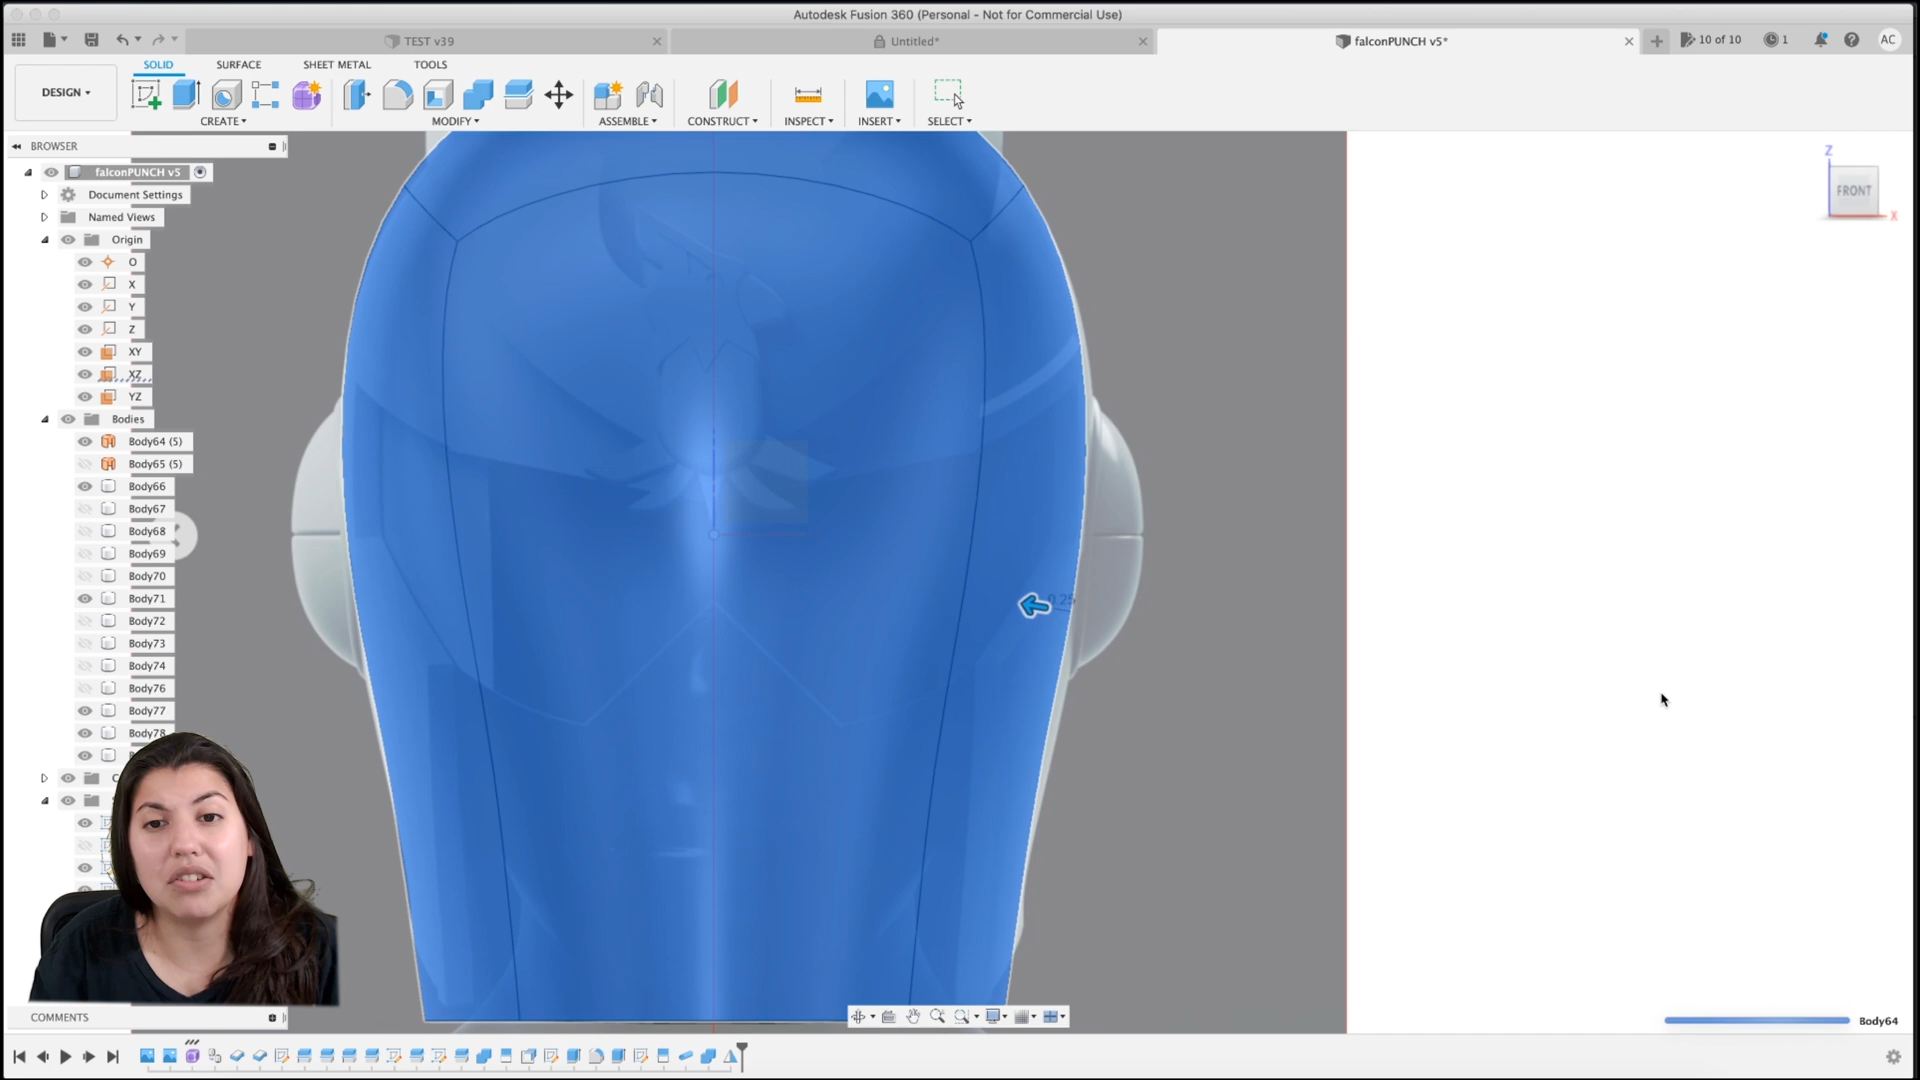 Autodesk Fusion 360 (Personal - Not for Commercial Use)
TEST v39
Untitled*
falconPUNCH v5*
10 of 10
1
AC
DESIGN
SOLID
SURFACE
SHEET METAL
TOOLS
CREATE
MODIFY
ASSEMBLE
CONSTRUCT
INSPECT
INSERT
SELECT
BROWSER
falconPUNCH v5
Document Settings
Named Views
Origin
O
X
Y
Z
XY
XZ
YZ
Bodies
Body64 (5)
Body65 (5)
Body66
Body67
Body68
Body69
Body70
Body71
Body72
Body73
Body74
Body76
Body77
Body78
Z
FRONT
X
0.25
COMMENTS
Body64